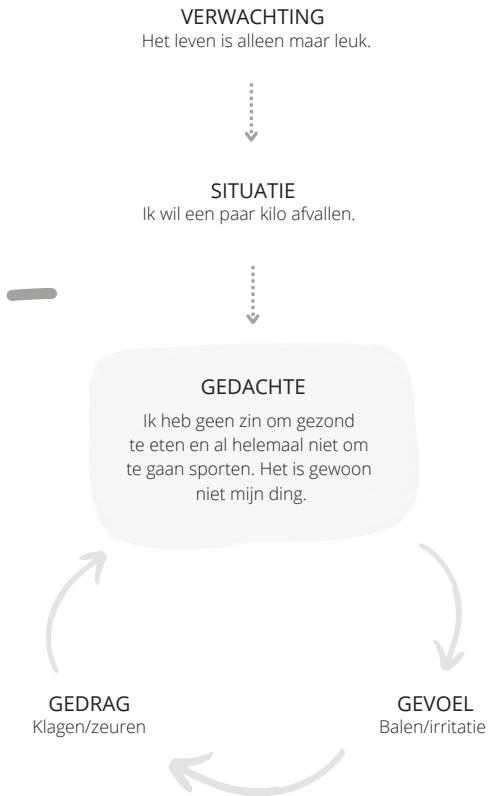 VERWACHTING
Het leven is alleen maar leuk.
SITUATIE
Ik wil een paar kilo afvallen.
GEDACHTE
Ik heb geen zin om gezond
te eten en al helemaal niet om
te gaan sporten. Het is gewoon
niet mijn ding.
GEDRAG
Klagen/zeuren
GEVOEL
Balen/irritatie